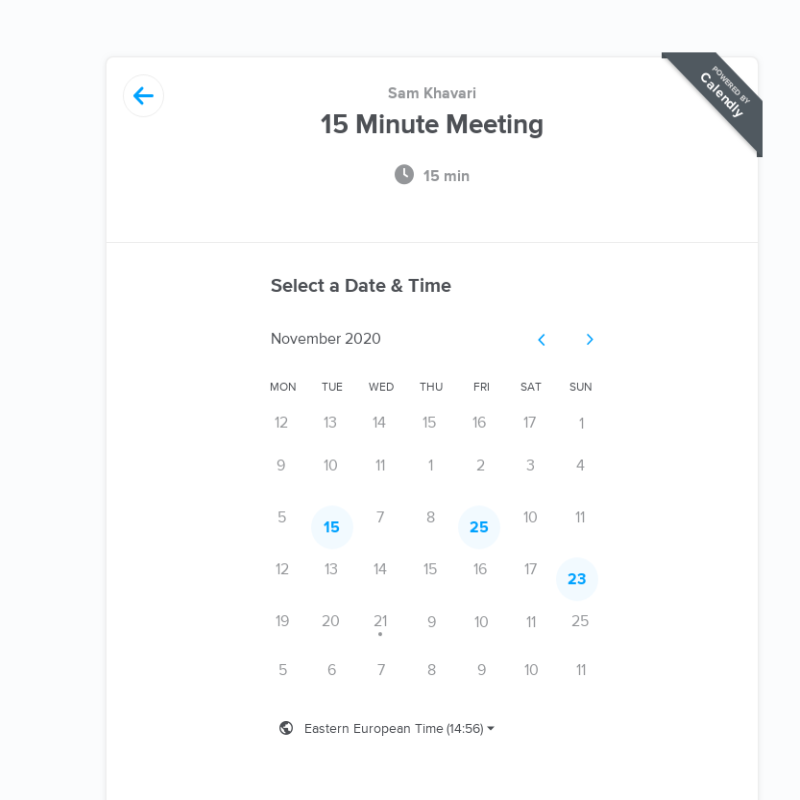 POWERED BY
Calendly
Sam Khavari
15 Minute Meeting
15 min
Select a Date & Time
November 2020
MON TUE WED THU FRI SAT SUN
12 13 14 15 16 17 1
9 10 11 1 2 3 4
5 15 7 8 25 10 11
12 13 14 15 16 17 23
19 20 21 9 10 11 25
5 6 7 8 9 10 11
Eastern European Time (14:56)